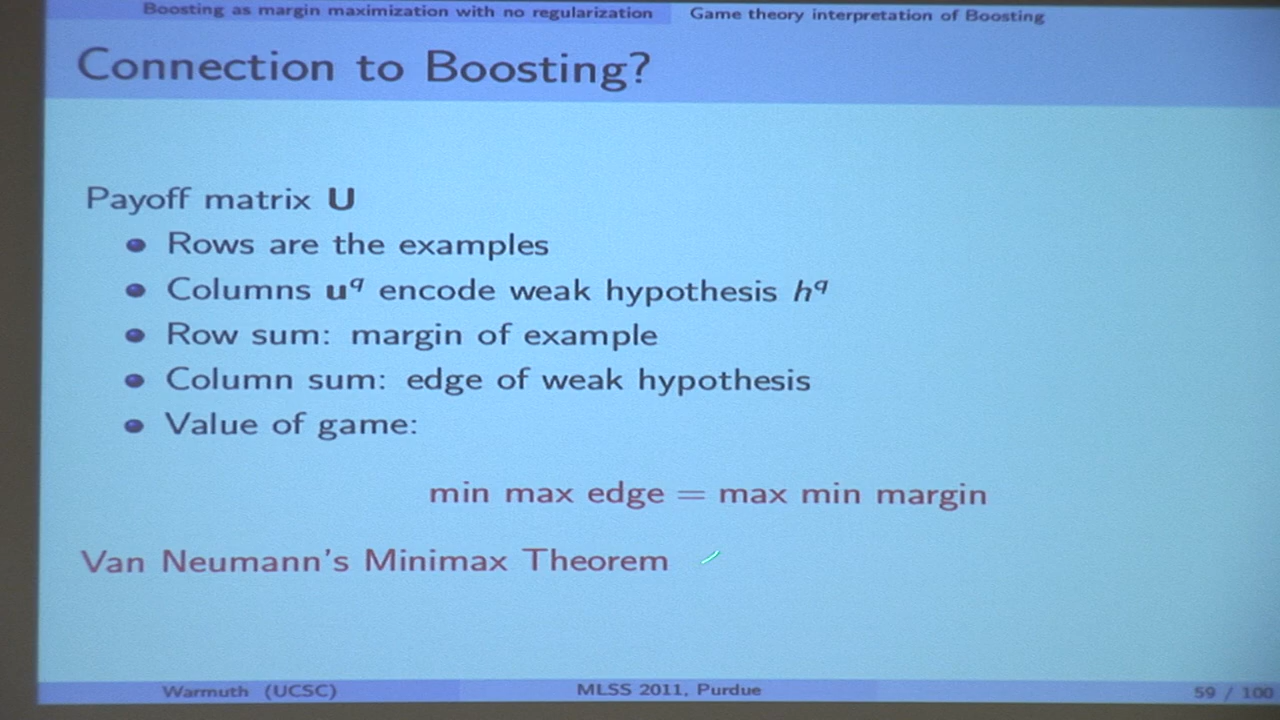 Boosting as margin maximization with no regularization Game theory interpretation of Boosting
Connection to Boosting?
Payoff matrix U
Rows are the examples
Columns u^q encode weak hypothesis h^q
Row sum: margin of example
Column sum: edge of weak hypothesis
Value of game:
min max edge = max min margin
Van Neumann's Minimax Theorem
Warmuth (UCSC) MLSS 2011, Purdue 59 / 100